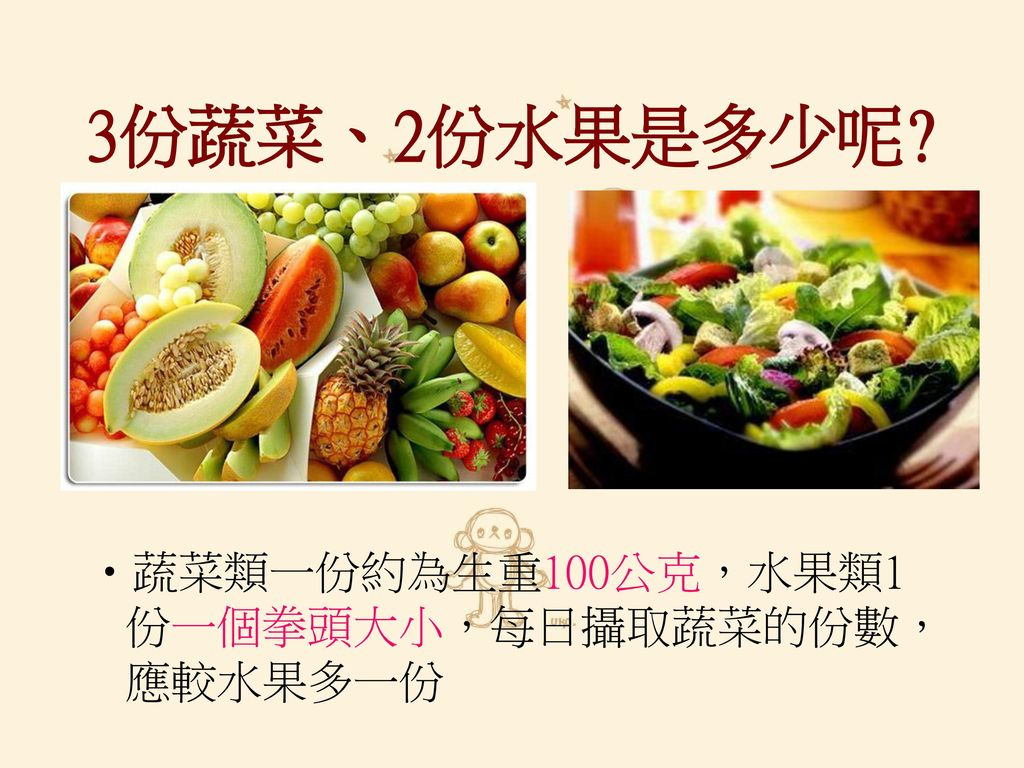 3份蔬菜、2份水果是多少呢?
•蔬菜類一份約為生重100公克，水果類1
份一個拳頭大小，每日攝取蔬菜的份數，
應較水果多一份